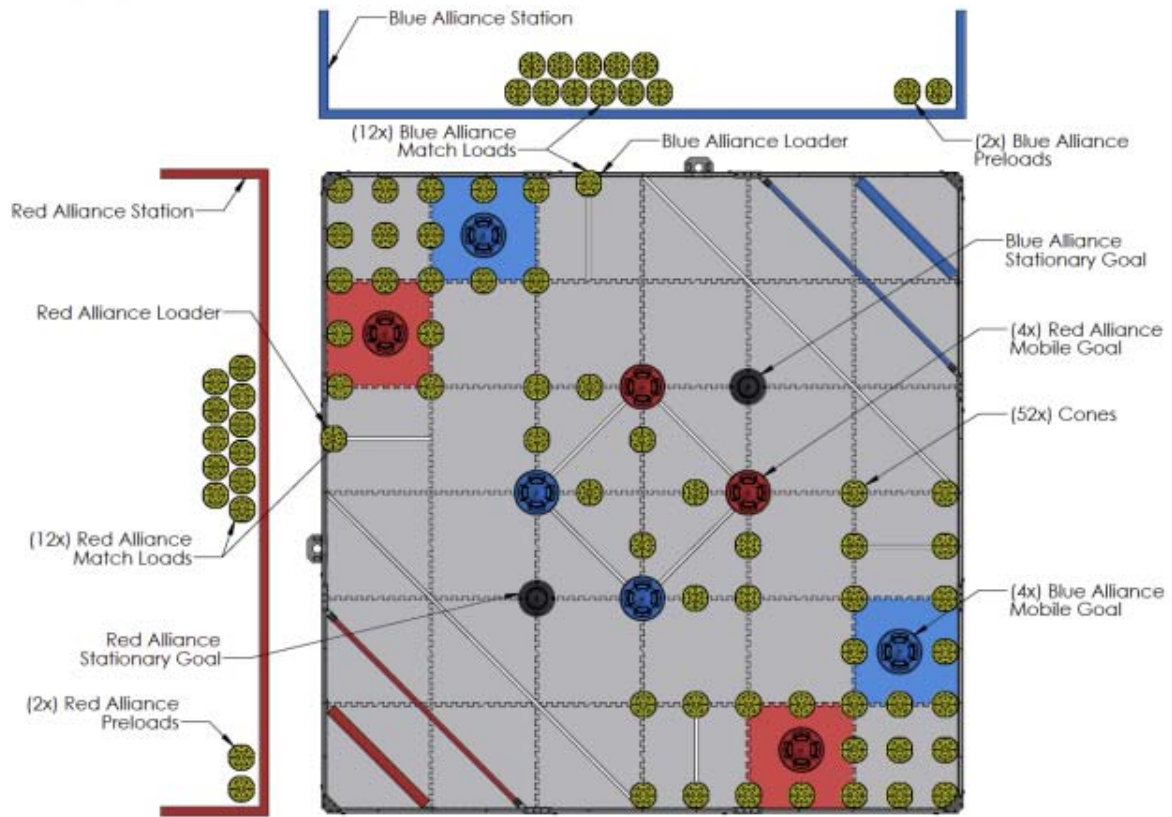 Blue Alliance Station
(12x) Blue Alliance
Match Loads
Blue Alliance Loader
(2x) Blue Alliance
Preloads
Red Alliance Station
Blue Alliance
Stationary Goal
Red Alliance Loader
(4x) Red Alliance
Mobile Goal
(52x) Cones
(12x) Red Alliance
Match Loads
(4x) Blue Alliance
Mobile Goal
Red Alliance
Stationary Goal
(2x) Red Alliance
Preloads